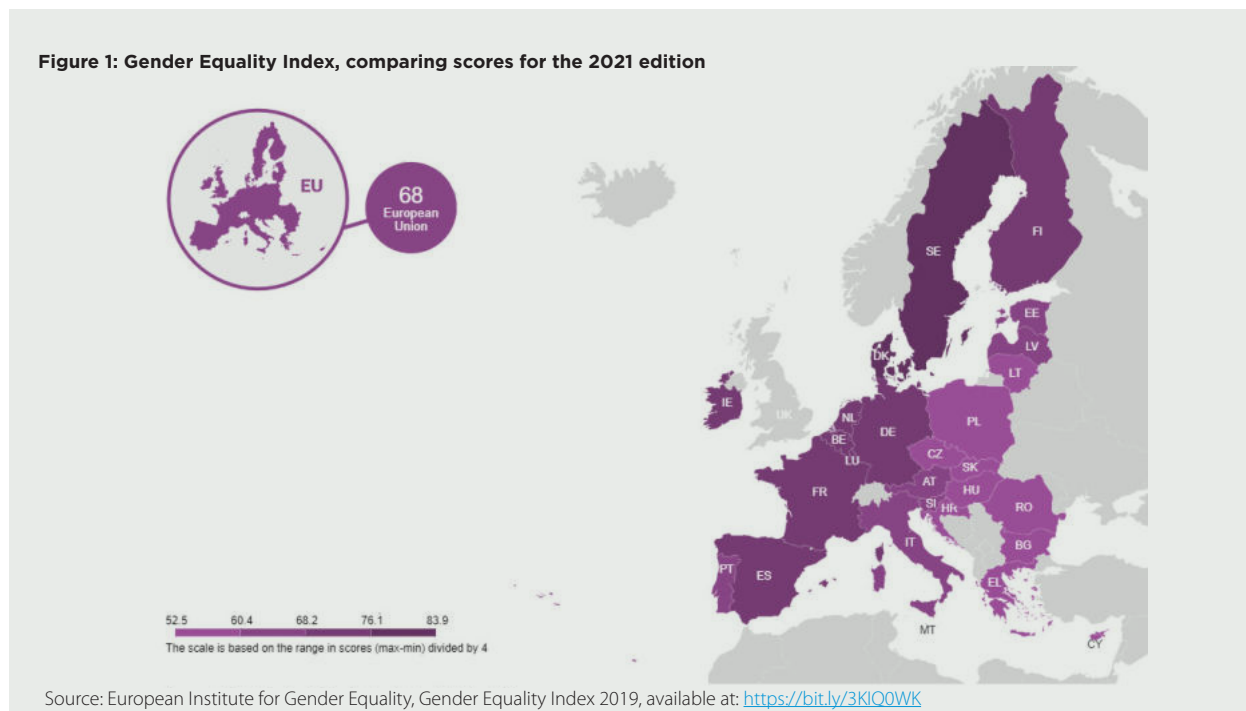 Figure 1: Gender Equality Index, comparing scores for the 2021 edition
EU
68
European
Union
SE
FI
EE
LV
LT
DK
IE
UK
NL
BE
LU
DE
PL
CZ
SK
AT
HU
FR
SI
HR
RO
IT
BG
PT
ES
EL
MT
CY
52.5 60.4 68.2 76.1 83.9
The scale is based on the range in scores (max-min) divided by 4
Source: European Institute for Gender Equality, Gender Equality Index 2019, available at: https://bit.ly/3KIQ0WK